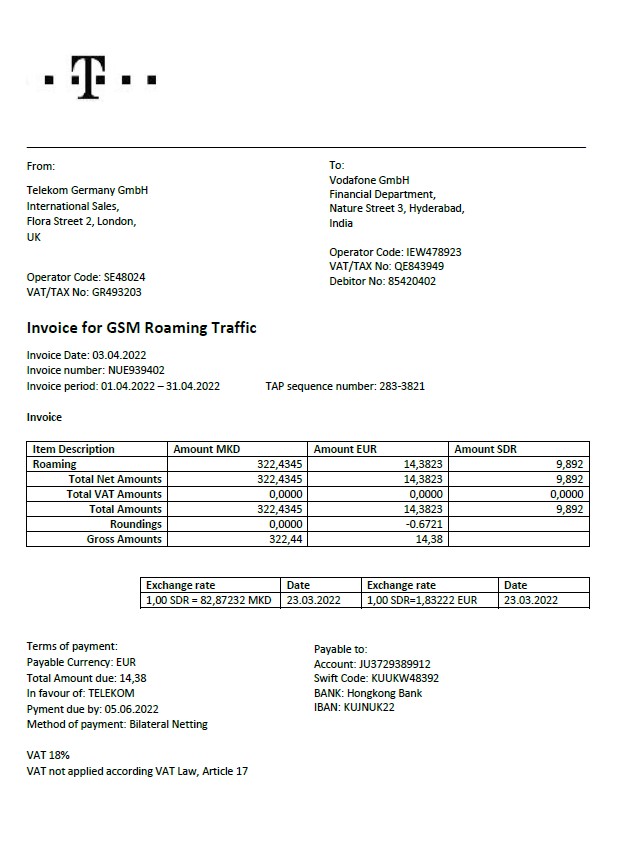 T
From:
Telekom Germany GmbH
International Sales,
Flora Street 2, London,
UK
Operator Code: SE48024
VAT/TAX No: GR493203
To:
Vodafone GmbH
Financial Department,
Nature Street 3, Hyderabad,
India
Operator Code: IEW478923
VAT/TAX No: QE843949
Debitor No: 85420402
Invoice for GSM Roaming Traffic
Invoice Date: 03.04.2022
Invoice number: NUE939402
Invoice period: 01.04.2022 – 31.04.2022 TAP sequence number: 283-3821
Invoice
Item Description Amount MKD Amount EUR Amount SDR
Roaming 322,4345 14,3823 9,892
Total Net Amounts 322,4345 14,3823 9,892
Total VAT Amounts 0,0000 0,0000 0,0000
Total Amounts 322,4345 14,3823 9,892
Roundings 0,0000 -0.6721
Gross Amounts 322,44 14,38
Exchange rate Date Exchange rate Date
1,00 SDR = 82,87232 MKD 23.03.2022 1,00 SDR=1,83222 EUR 23.03.2022
Terms of payment:
Payable Currency: EUR
Total Amount due: 14,38
In favour of: TELEKOM
Pyment due by: 05.06.2022
Method of payment: Bilateral Netting
Payable to:
Account: JU3729389912
Swift Code: KUUKW48392
BANK: Hongkong Bank
IBAN: KUJNUK22
VAT 18%
VAT not applied according VAT Law, Article 17